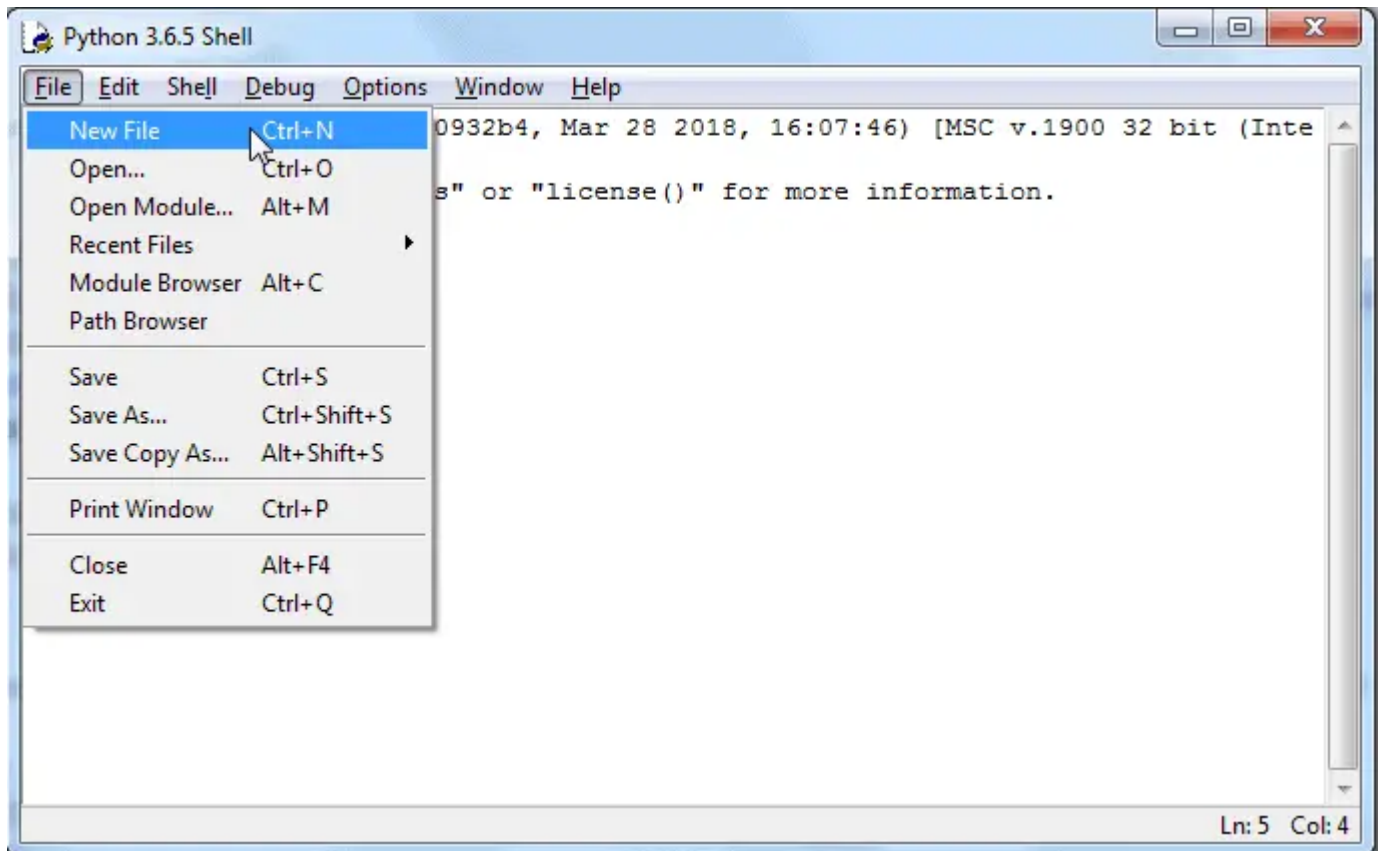 Python 3.6.5 Shell
File Edit Shell Debug Options Window Help
New File Ctrl+N
Open... Ctrl+O
Open Module... Alt+M
Recent Files
Module Browser Alt+C
Path Browser
Save Ctrl+S
Save As... Ctrl+Shift+S
Save Copy As... Alt+Shift+S
Print Window Ctrl+P
Close Alt+F4
Exit Ctrl+Q
0932b4, Mar 28 2018, 16:07:46) [MSC v.1900 32 bit (Inte
s" or "license()" for more information.
Ln: 5 Col: 4